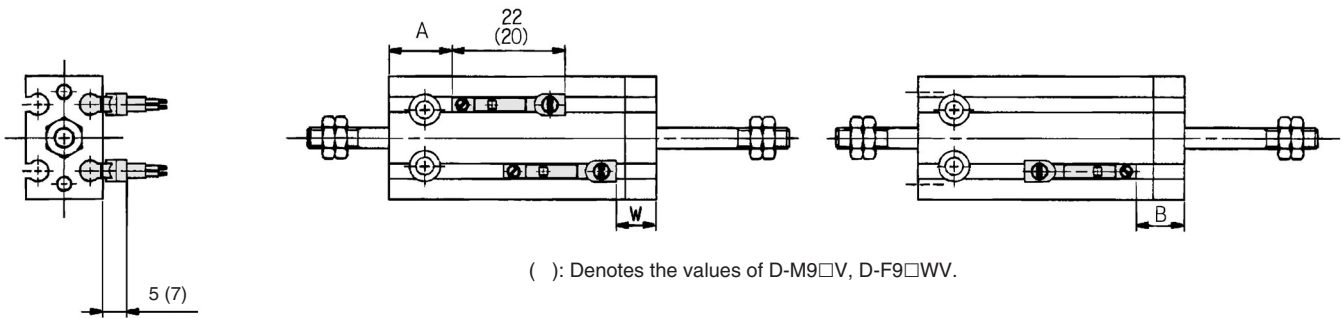 A
22
(20)
W
B
5 (7)
( ): Denotes the values of D-M9□V, D-F9□WV.